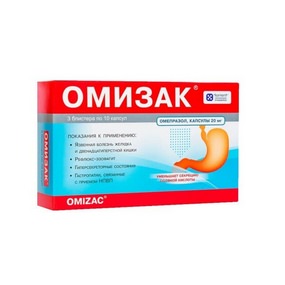 ОМИЗАК®
3 блистера по 10 капсул
ОМЕПРАЗОЛ, КАПСУЛЫ 20 мг
ПОКАЗАНИЯ К ПРИМЕНЕНИЮ:
• Язвенная болезнь желудка
и двенадцатиперстной кишки
• Рефлюкс-эзофагит
• Гиперсекреторные состояния
• Гастропатии, связанные
с приемом НПВП
УМЕНЬШАЕТ СЕКРЕЦИЮ
СОЛЯНОЙ КИСЛОТЫ
OMIZAC®